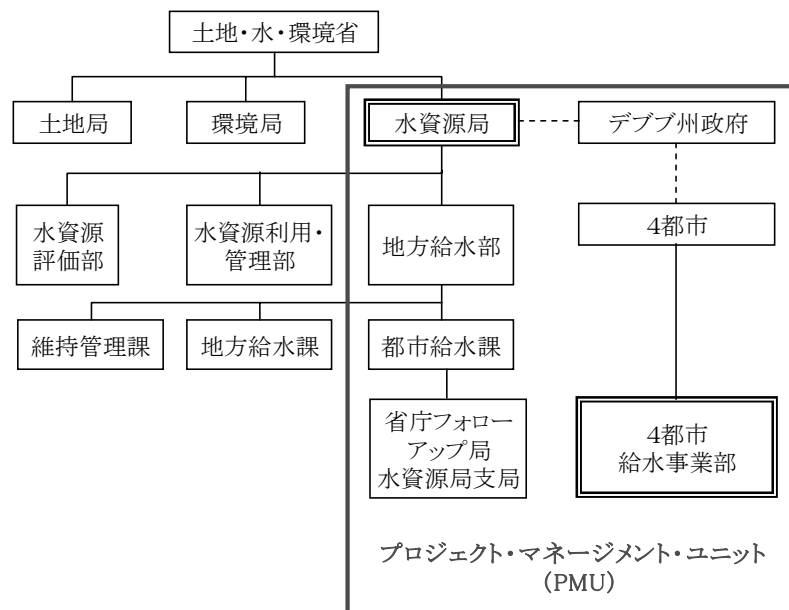 土地・水・環境省
土地局
環境局
水資源局
デブブ州政府
水資源
評価部
水資源利用・
管理部
地方給水部
4都市
維持管理課
地方給水課
都市給水課
省庁フォロー
アップ局
水資源局支局
4都市
給水事業部
プロジェクト・マネージメント・ユニット
(PMU)